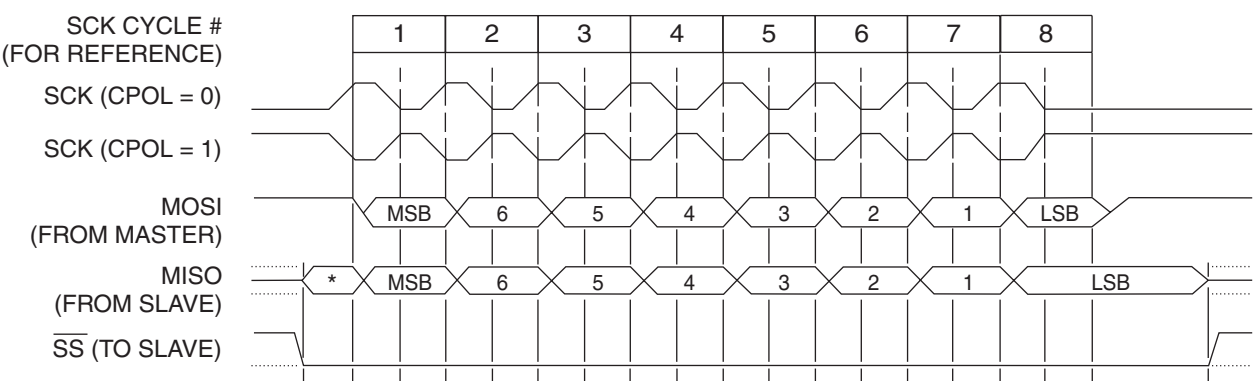 SCK CYCLE #
(FOR REFERENCE)
1 2 3 4 5 6 7 8
SCK (CPOL = 0)
SCK (CPOL = 1)
MOSI
(FROM MASTER)
MSB 6 5 4 3 2 1 LSB
MISO
(FROM SLAVE)
* MSB 6 5 4 3 2 1 LSB
SS (TO SLAVE)